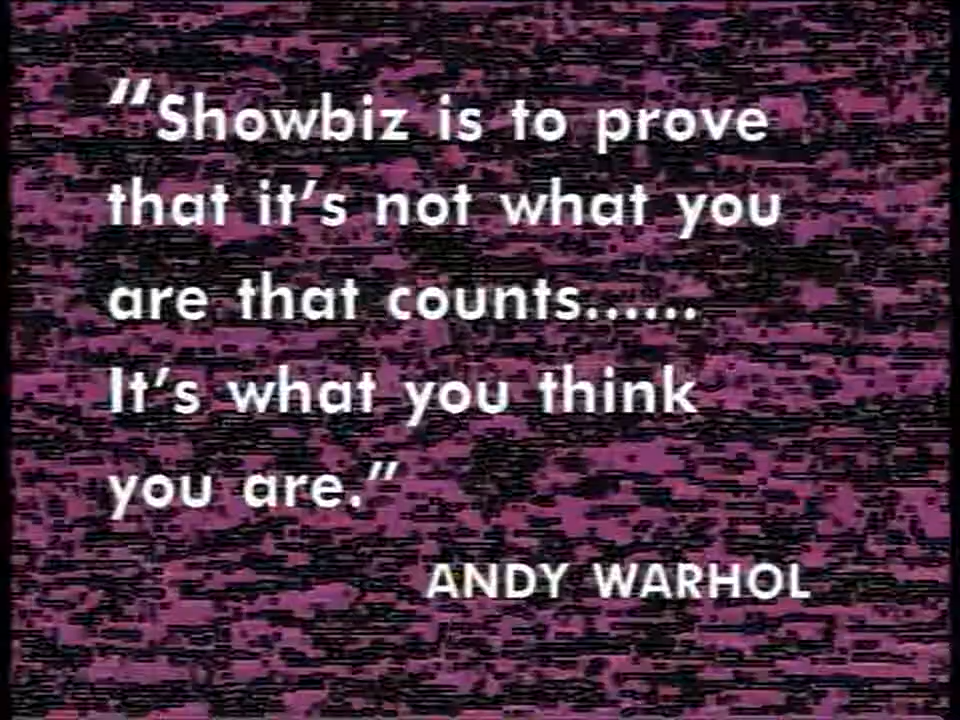 “Showbiz is to prove
that it’s not what you
are that counts......
It’s what you think
you are.”
ANDY WARHOL